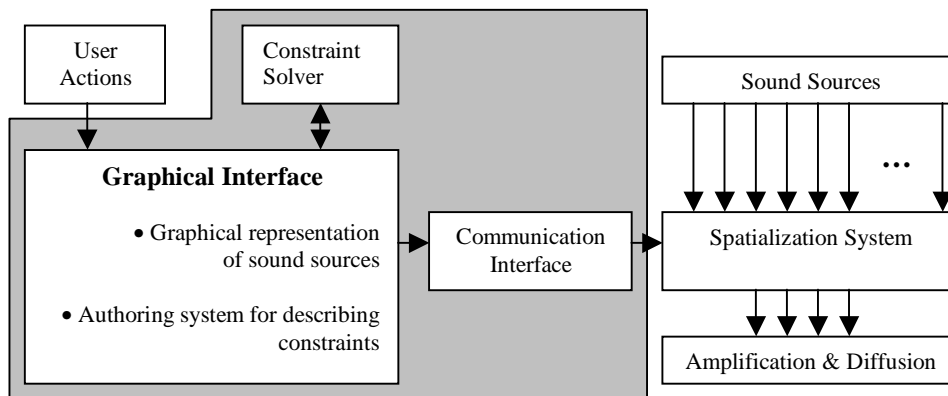 User
Actions
Constraint
Solver
Sound Sources
...
Graphical Interface
• Graphical representation
of sound sources
• Authoring system for describing
constraints
Communication
Interface
Spatialization System
Amplification & Diffusion